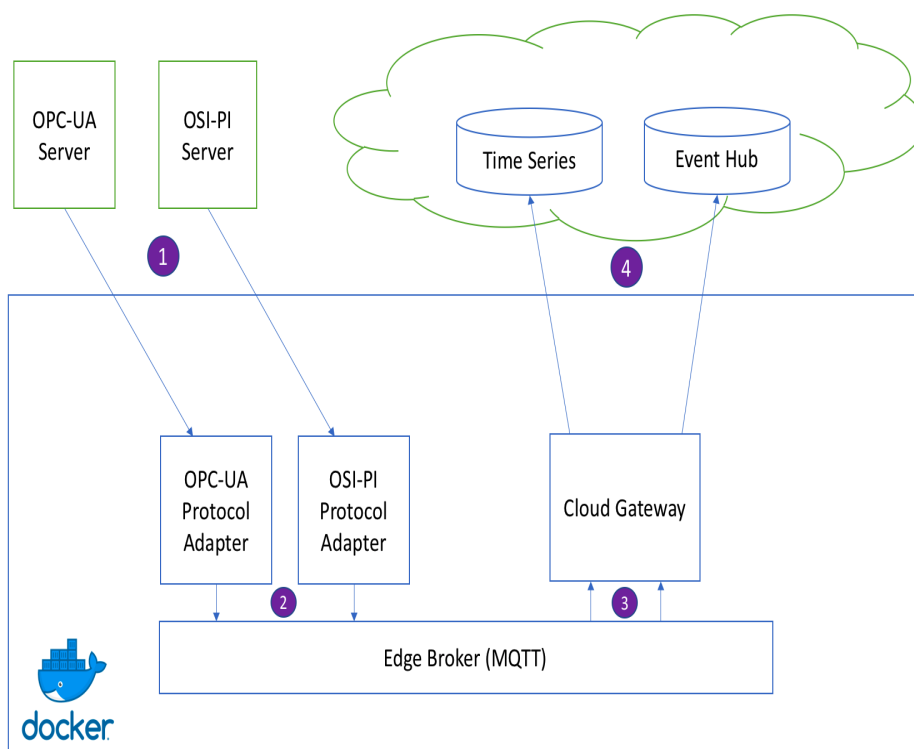 OPC-UA
Server
OSI-PI
Server
Time Series
Event Hub
1
4
OPC-UA
Protocol
Adapter
OSI-PI
Protocol
Adapter
Cloud Gateway
2
3
Edge Broker (MQTT)
docker